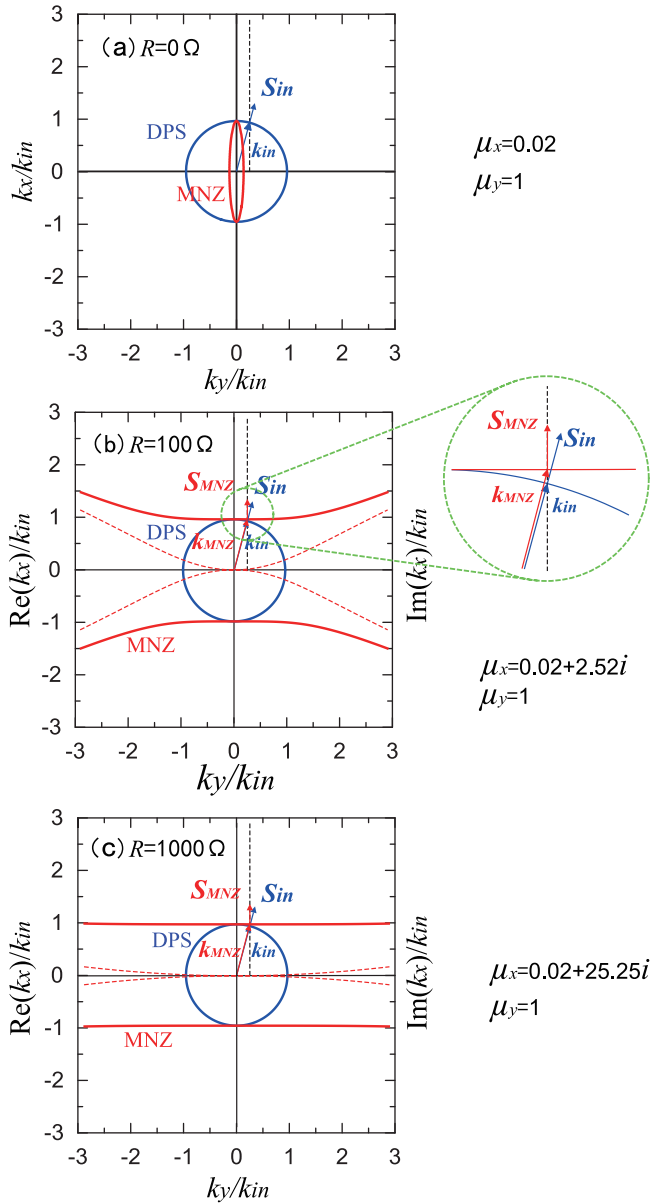 (a) R=0 Ω
3
2
1
0
-1
-2
-3
kx/kin
DPS
MNZ
Sin
kin
-3 -2 -1 0 1 2 3
ky/kin
μx=0.02
μy=1
(b) R=100 Ω
3
2
1
0
-1
-2
-3
Re(kx)/kin
SMNZ
Sin
DPS
kMNZ
kin
MNZ
Im(kx)/kin
-3 -2 -1 0 1 2 3
ky/kin
SMNZ
Sin
kMNZ
kin
μx=0.02+2.52i
μy=1
(c) R=1000 Ω
3
2
1
0
-1
-2
-3
Re(kx)/kin
SMNZ
Sin
DPS
kMNZ
kin
MNZ
Im(kx)/kin
-3 -2 -1 0 1 2 3
ky/kin
μx=0.02+25.25i
μy=1